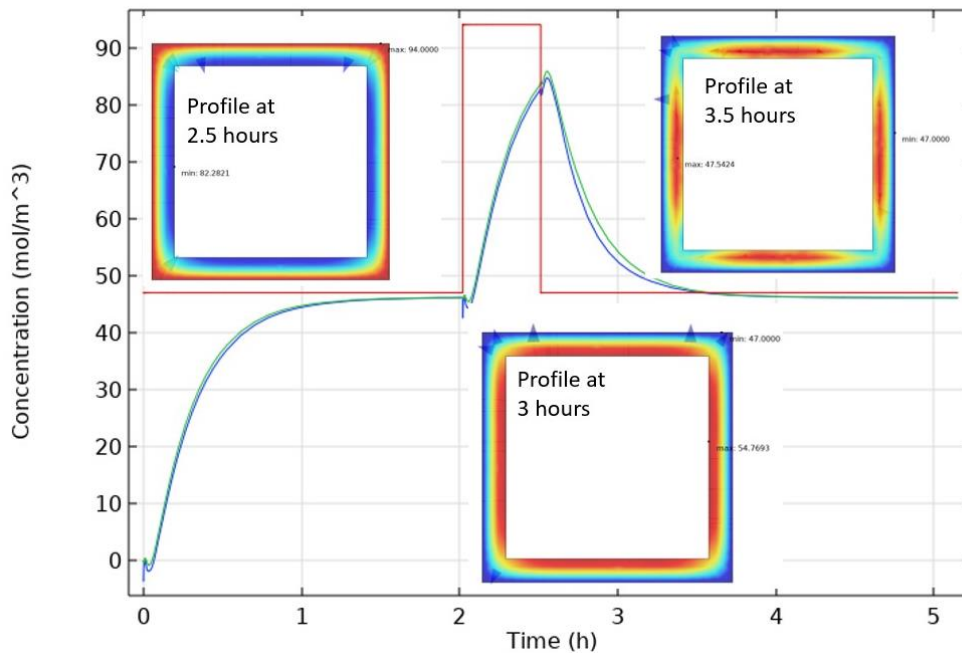 90
80
70
60
50
40
30
20
10
0
Concentration (mol/m^3)
0
1
2
3
4
5
Time (h)
max: 94.0000
Profile at
2.5 hours
min: 82.2821
Profile at
3.5 hours
min: 47.0000
max: 47.5424
min: 47.0000
Profile at
3 hours
max: 54.7693